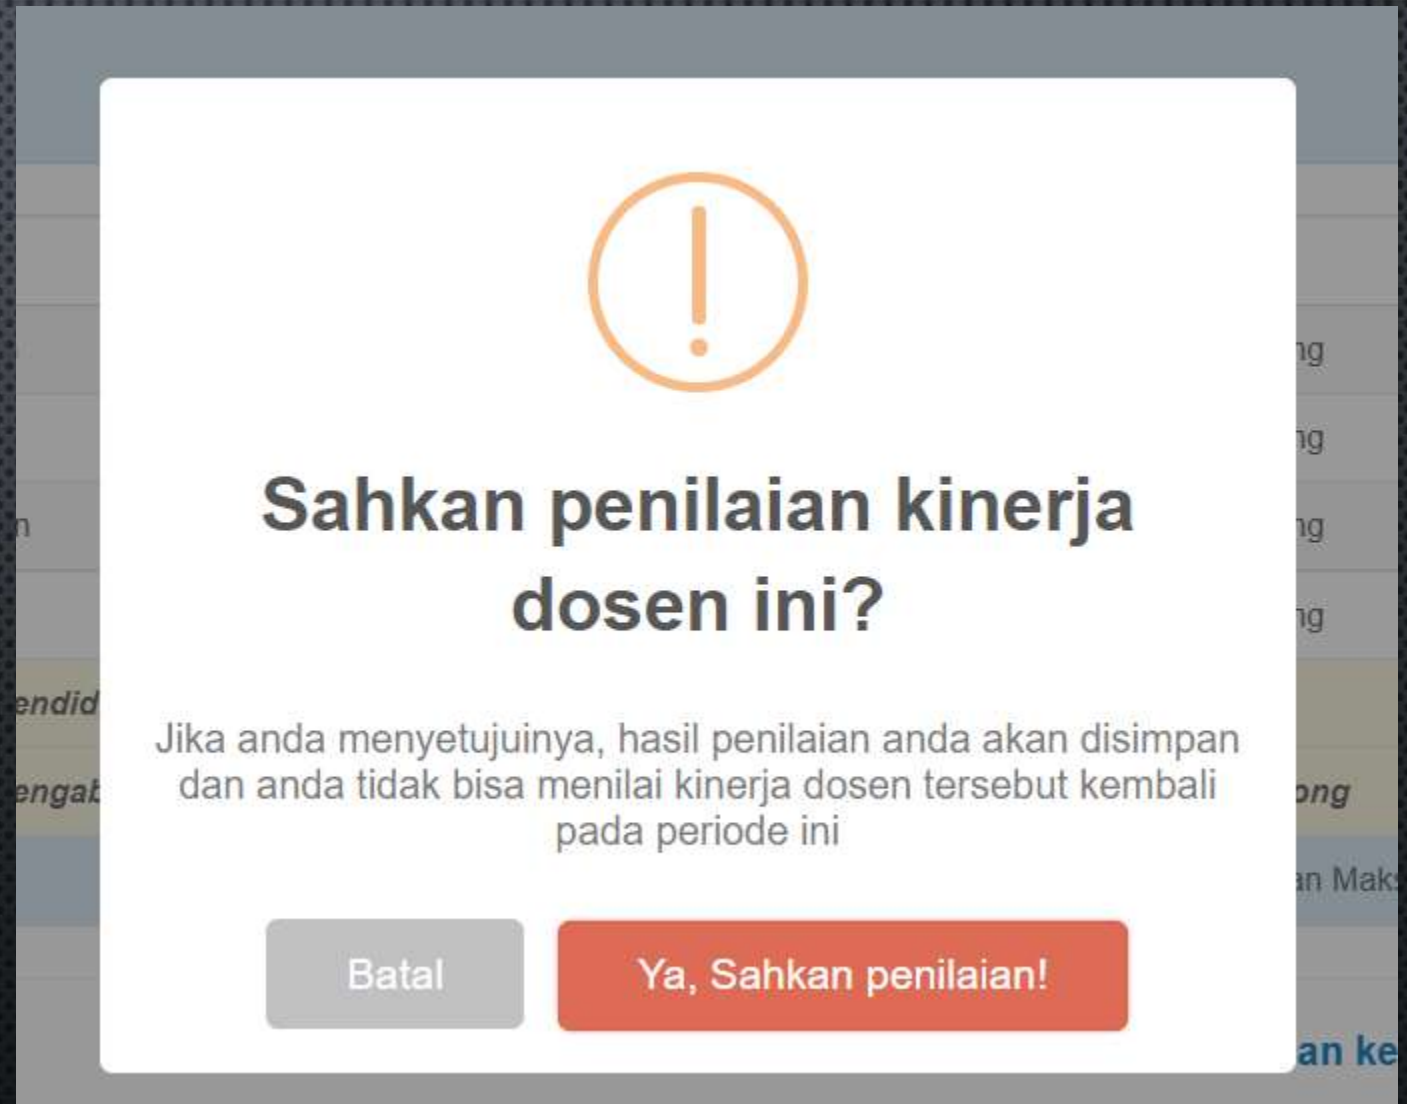 Sahkan penilaian kinerja
dosen ini?
Jika anda menyetujuinya, hasil penilaian anda akan disimpan
dan anda tidak bisa menilai kinerja dosen tersebut kembali
pada periode ini
Batal
Ya, Sahkan penilaian!